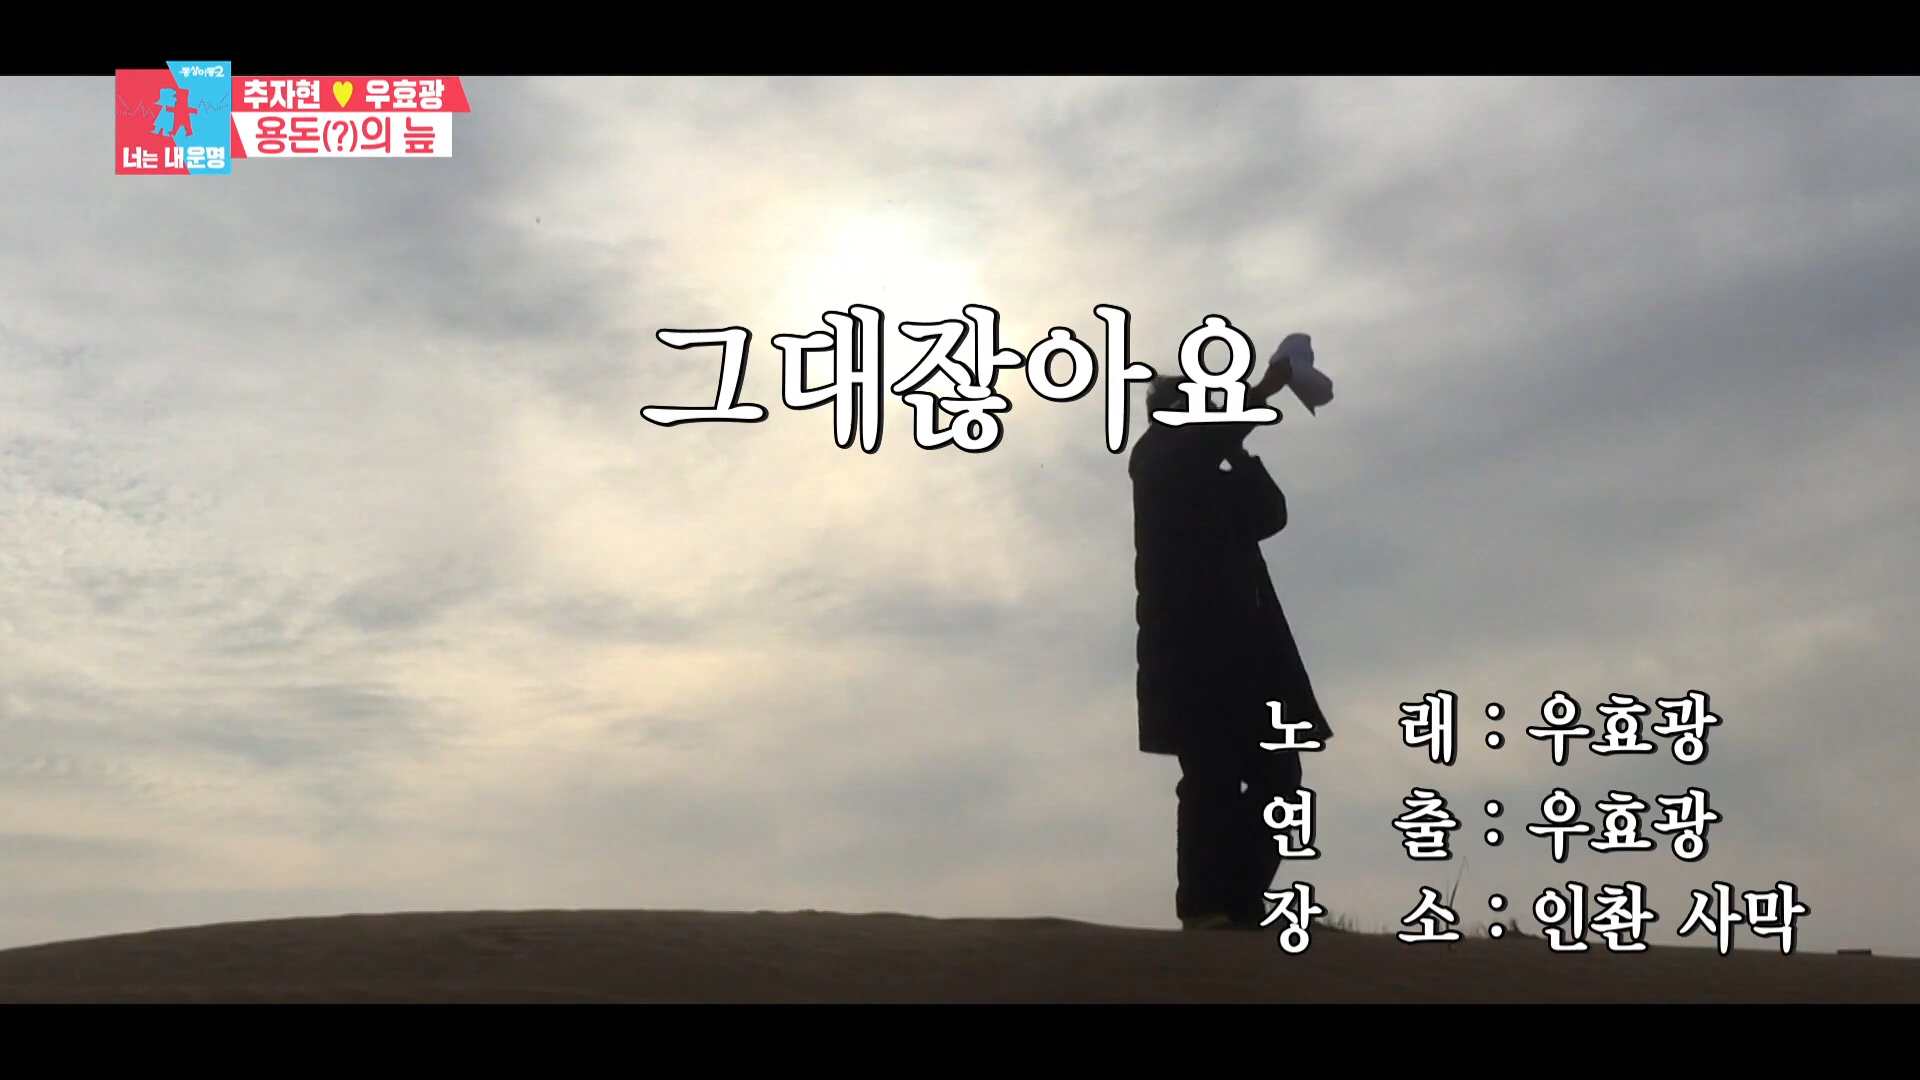 동상이몽2
너는 내 운명
추자현 ♥ 우효광
용돈(?)의 늪
그대잖아요
노 래 : 우효광
연 출 : 우효광
장 소 : 인촨 사막